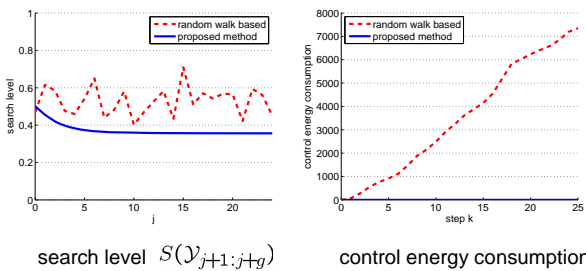 random walk based
proposed method
search level
1
0.8
0.6
0.4
0.2
0
0
5
10
15
20
j
random walk based
proposed method
control energy consumption
8000
7000
6000
5000
4000
3000
2000
1000
0
0
5
10
15
20
25
step k
search level S(𝒴_{j+1:j+g})
control energy consumption